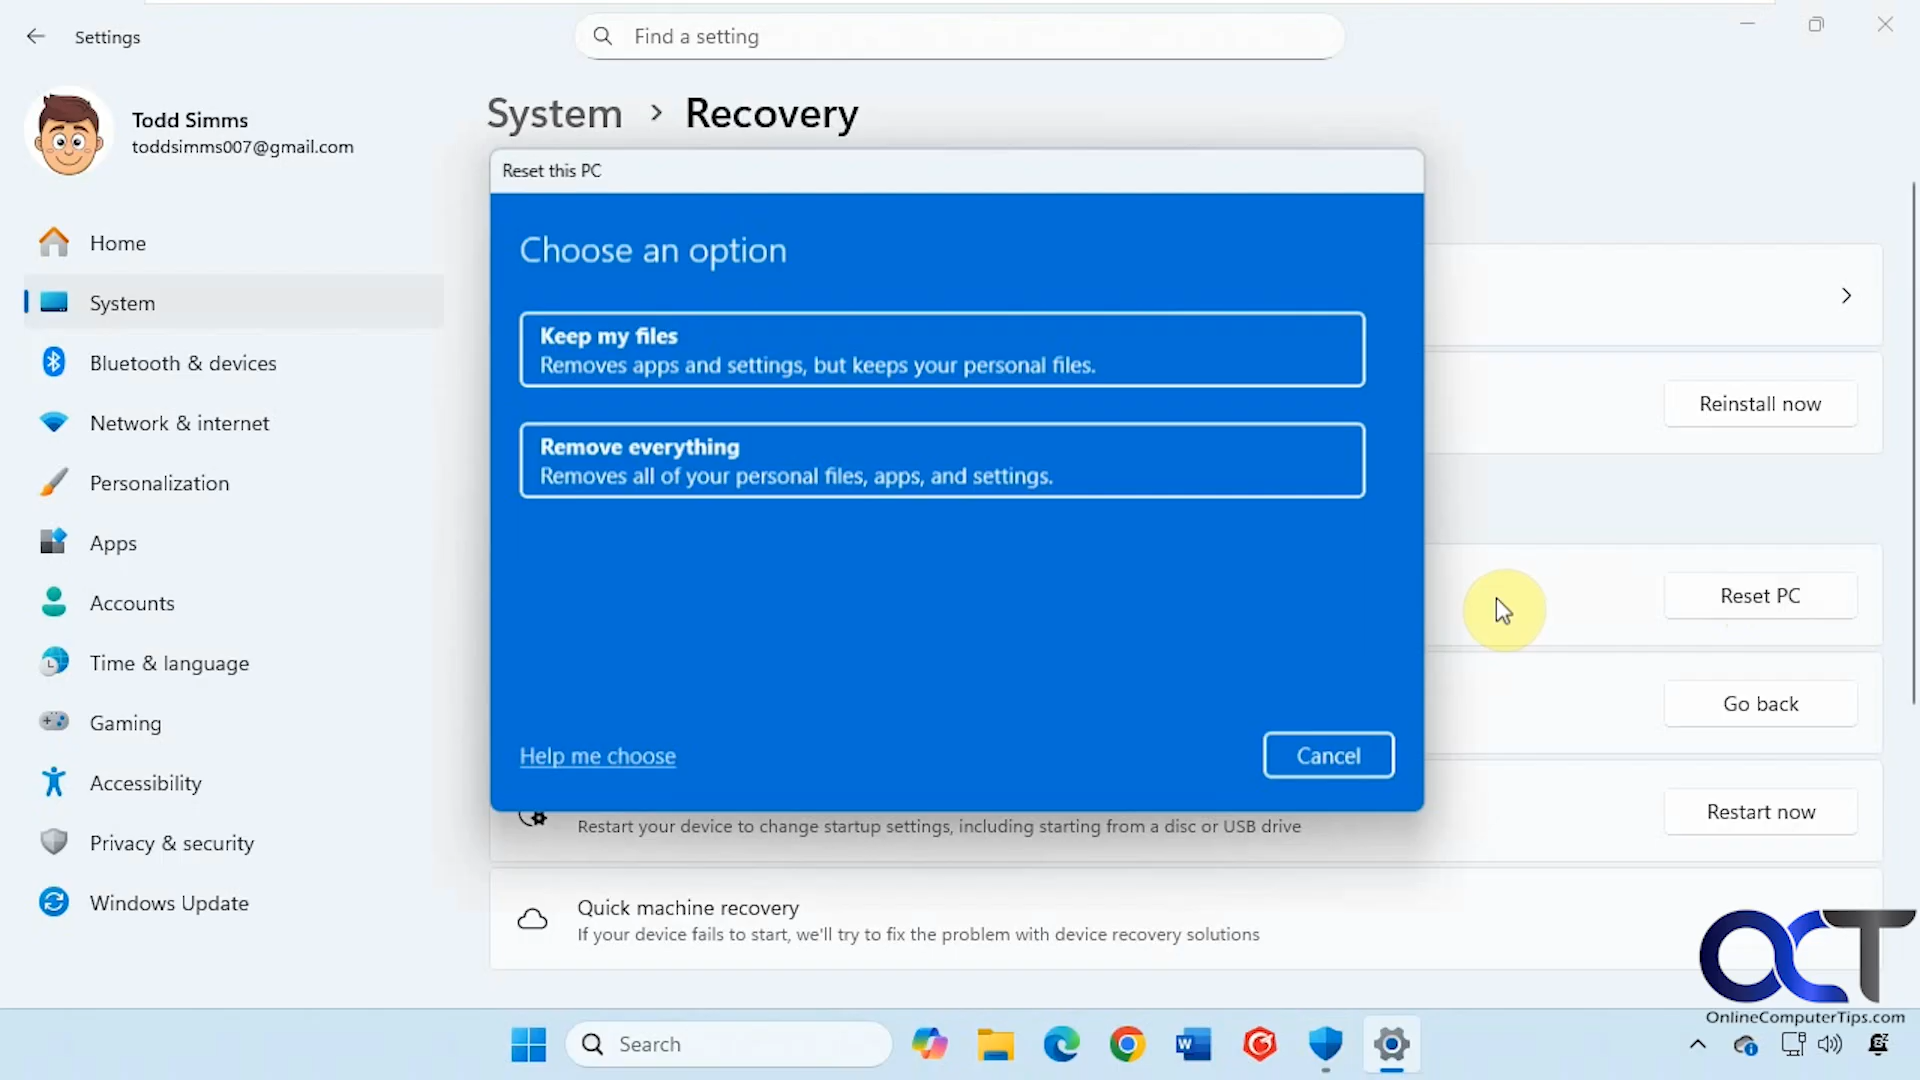 Settings
Find a setting
Todd Simms
toddsimms007@gmail.com
System > Recovery
Reset this PC
Choose an option
Keep my files
Removes apps and settings, but keeps your personal files.
Remove everything
Removes all of your personal files, apps, and settings.
Help me choose
Cancel
Home
System
Bluetooth & devices
Network & internet
Personalization
Apps
Accounts
Time & language
Gaming
Accessibility
Privacy & security
Windows Update
Reinstall now
Reset PC
Go back
Restart your device to change startup settings, including starting from a disc or USB drive
Restart now
Quick machine recovery
If your device fails to start, we'll try to fix the problem with device recovery solutions
OCT
OnlineComputerTips.com
Search